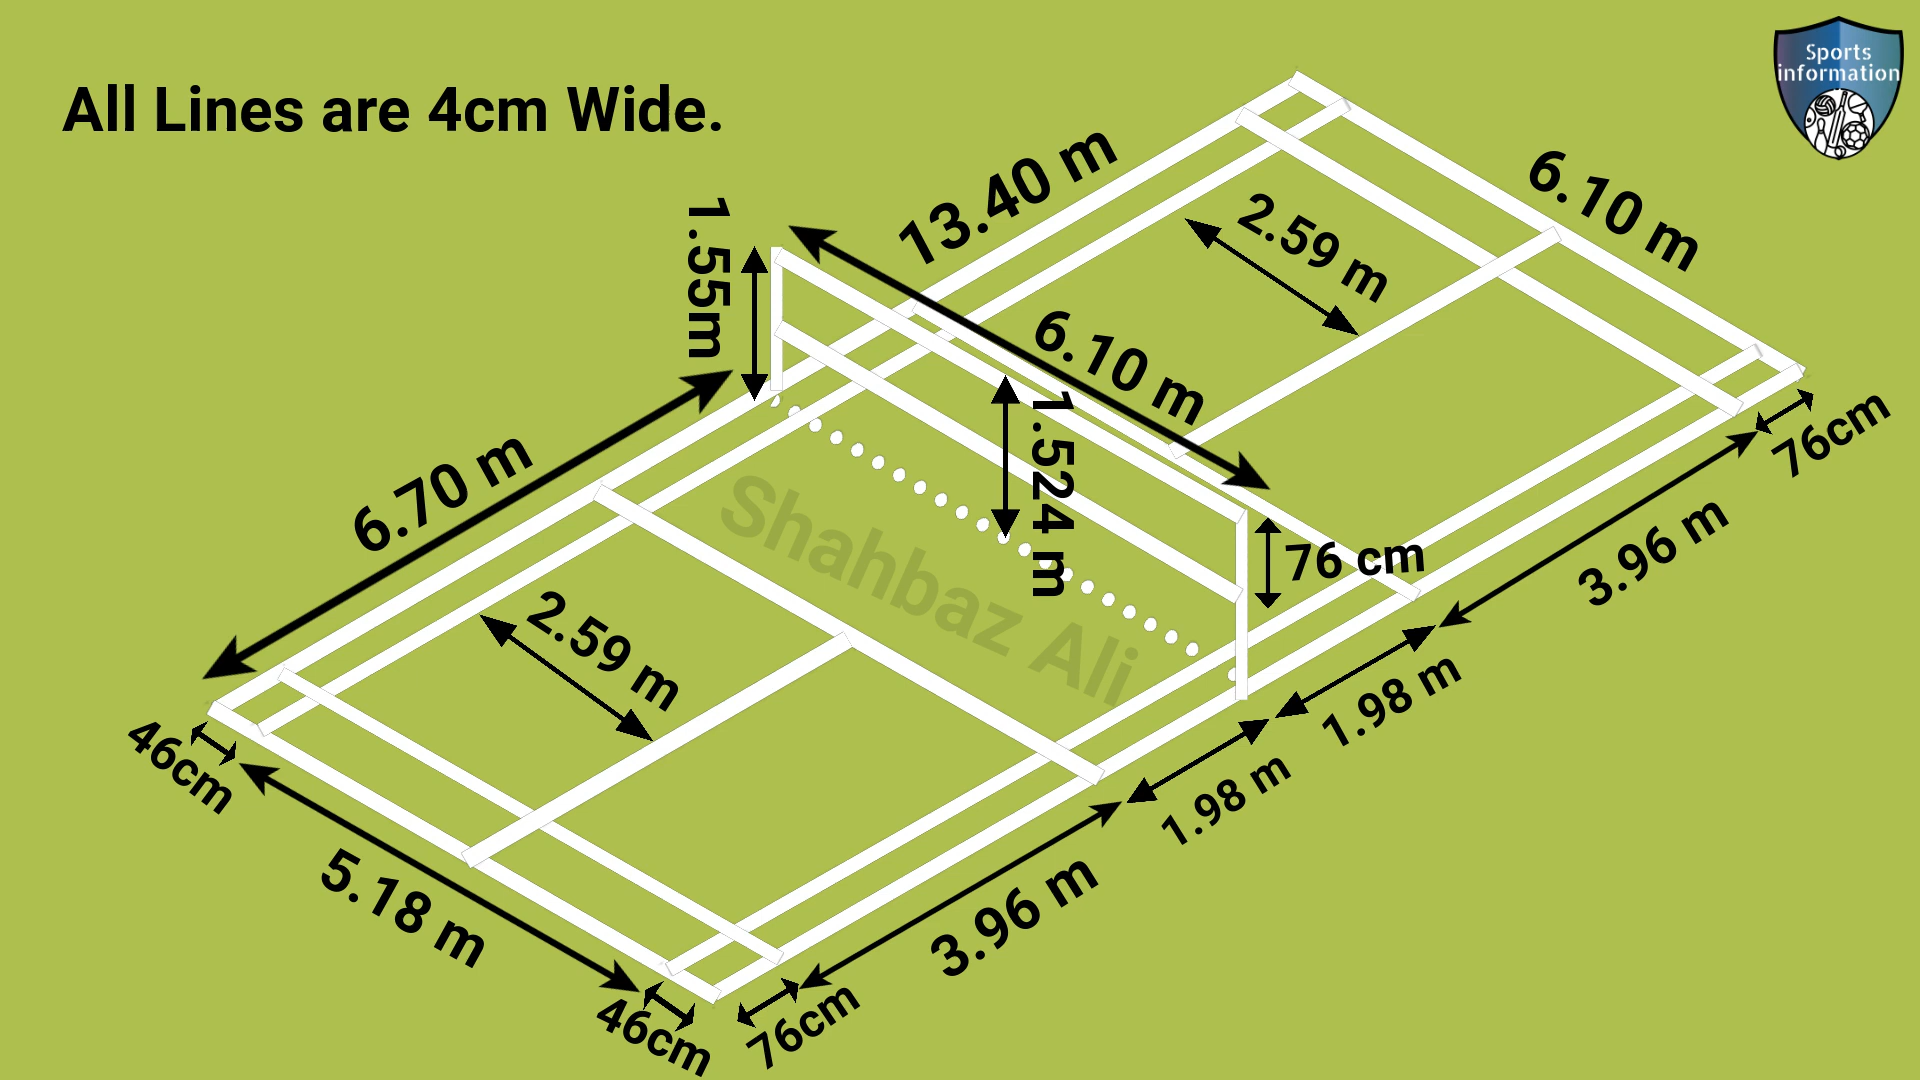 Sports
information
All Lines are 4cm Wide.
13.40 m
6.10 m
1.55m
2.59 m
6.10 m
1.524 m
6.70 m
76cm
76 cm
3.96 m
Shahbaz Ali
2.59 m
1.98 m
46cm
1.98 m
5.18 m
3.96 m
46cm
76cm